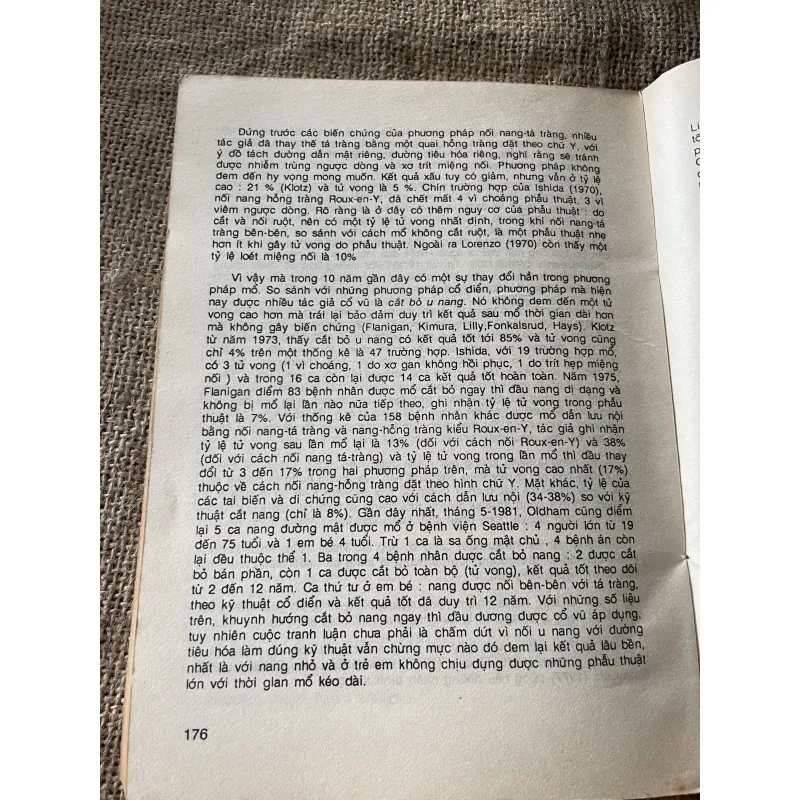 Đứng trước các biến chứng của phương pháp nối nang-tá tràng, nhiều
tác giả đã thay thế tá tràng bằng một quai hỗng tràng đặt theo chữ Y, với
ý đồ tách đường dẫn mật riêng, đường tiêu hóa riêng, nghĩ rằng sẽ tránh
được nhiễm trùng ngược dòng và xơ trít miệng nối. Phương pháp không
đem đến hy vọng mong muốn. Kết quả xấu tuy có giảm, nhưng vẫn ở tỷ lệ
cao : 21 % (Klotz) và tử vong là 5 %. Chín trường hợp của Ishida (1970),
nối nang hỗng tràng Roux-en-Y, đã chết mất 4 vì choáng phẫu thuật, 3 vì
viêm ngược dòng. Rõ ràng là ở đây có thêm nguy cơ của phẫu thuật : do
cắt và nối ruột, nên có một tỷ lệ tử vong nhất định, trong khi nối nang-tá
tràng bên-bên, so sánh với cách mổ không cắt ruột, là một phẫu thuật nhẹ
hơn ít khi gây tử vong do phẫu thuật. Ngoài ra Lorenzo (1970) còn thấy một
tỷ lệ loét miệng nối là 10%
Vì vậy mà trong 10 năm gần đây có một sự thay đổi hẳn trong phương
pháp mổ. So sánh với những phương pháp cổ điển, phương pháp mà hiện
nay được nhiều tác giả cổ vũ là cắt bỏ u nang. Nó không đem đến một tử
vong cao hơn mà trái lại bảo đảm duy trì kết quả sau mổ thời gian dài hơn
mà không gây biến chứng (Flanigan, Kimura, Lilly,Fonkalsrud, Hays). Klotz
từ năm 1973, thấy cắt bỏ u nang có kết quả tốt tới 85% và tử vong cũng
chỉ 4% trên một thống kê là 47 trường hợp. Ishida, với 19 trường hợp mổ,
có 3 tử vong (1 vì choáng, 1 do xơ gan không hồi phục, 1 do trít hẹp miệng
nối ) và trong 16 ca còn lại được 14 ca kết quả tốt hoàn toàn. Năm 1975,
Flanigan điểm 83 bệnh nhân được mổ cắt bỏ ngay thì đầu nang dị dạng và
không bị mổ lại lần nào nữa tiếp theo, ghi nhận tỷ lệ tử vong trong phẫu
thuật là 7%. Với thống kê của 158 bệnh nhân khác được mổ dẫn lưu nội
bằng nối nang-tá tràng và nang-hỗng tràng kiểu Roux-en-Y, tác giả ghi nhận
tỷ lệ tử vong sau lần mổ lại là 13% (đối với cách nối Roux-en-Y) và 38%
(đối với cách nối nang tá-tràng) và tỷ lệ tử vong trong lần mổ thì đầu thay
đổi từ 3 đến 17% trong hai phương pháp trên, mà tử vong cao nhất (17%)
thuộc về cách nối nang-hỗng tràng đặt theo hình chữ Y. Mặt khác, tỷ lệ của
các tai biến và di chứng cũng cao với cách dẫn lưu nội (34-38%) so với kỹ
thuật cắt nang (chỉ là 8%). Gần đây nhất, tháng 5-1981, Oldham cũng điểm
lại 5 ca nang đường mật được mổ ở bệnh viện Seattle : 4 người lớn từ 19
đến 75 tuổi và 1 em bé 4 tuổi. Trừ 1 ca là sa ống mật chủ , 4 bệnh án còn
lại đều thuộc thể 1. Ba trong 4 bệnh nhân được cắt bỏ nang : 2 được cắt
bỏ bán phần, còn 1 ca được cắt bỏ toàn bộ (tử vong), kết quả tốt theo dõi
từ 2 đến 12 năm. Ca thứ tư ở em bé : nang được nối bên-bên với tá tràng,
theo kỹ thuật cổ điển và kết quả tốt đã duy trì 12 năm. Với những số liệu
trên, khuynh hướng cắt bỏ nang ngay thì đầu đương được cổ vũ áp dụng,
tuy nhiên cuộc tranh luận chưa phải là chấm dứt vì nối u nang với đường
tiêu hóa làm đúng kỹ thuật vẫn chừng mực nào đó đem lại kết quả lâu bền,
nhất là với nang nhỏ và ở trẻ em không chịu đựng được những phẫu thuật
lớn với thời gian mổ kéo dài.
176